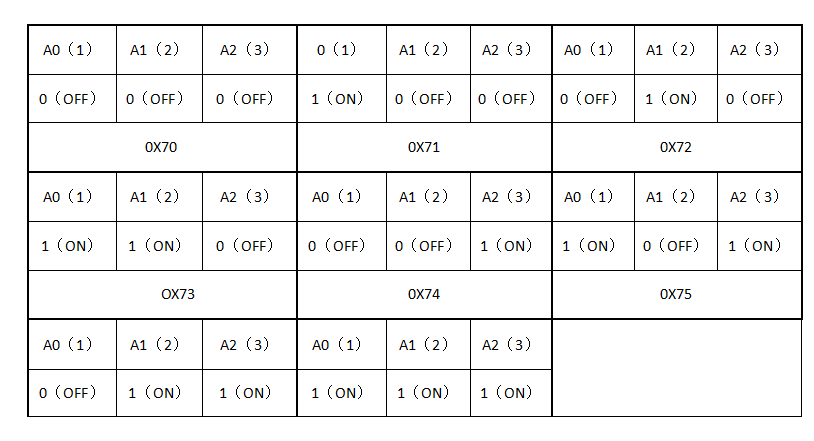 A0（1） A1（2） A2（3） 0（1） A1（2） A2（3） A0（1） A1（2） A2（3）
0（OFF） 0（OFF） 0（OFF） 1（ON） 0（OFF） 0（OFF） 0（OFF） 1（ON） 0（OFF）
0X70 0X71 0X72
A0（1） A1（2） A2（3） A0（1） A1（2） A2（3） A0（1） A1（2） A2（3）
1（ON） 1（ON） 0（OFF） 0（OFF） 0（OFF） 1（ON） 1（ON） 0（OFF） 1（ON）
OX73 0X74 0X75
A0（1） A1（2） A2（3） A0（1） A1（2） A2（3）
0（OFF） 1（ON） 1（ON） 1（ON） 1（ON） 1（ON）